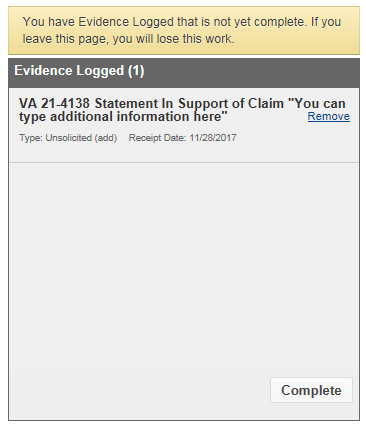 You have Evidence Logged that is not yet complete. If you
leave this page, you will lose this work.
Evidence Logged (1)
VA 21-4138 Statement In Support of Claim "You can
type additional information here"
Remove
Type: Unsolicited (add) Receipt Date: 11/28/2017
Complete